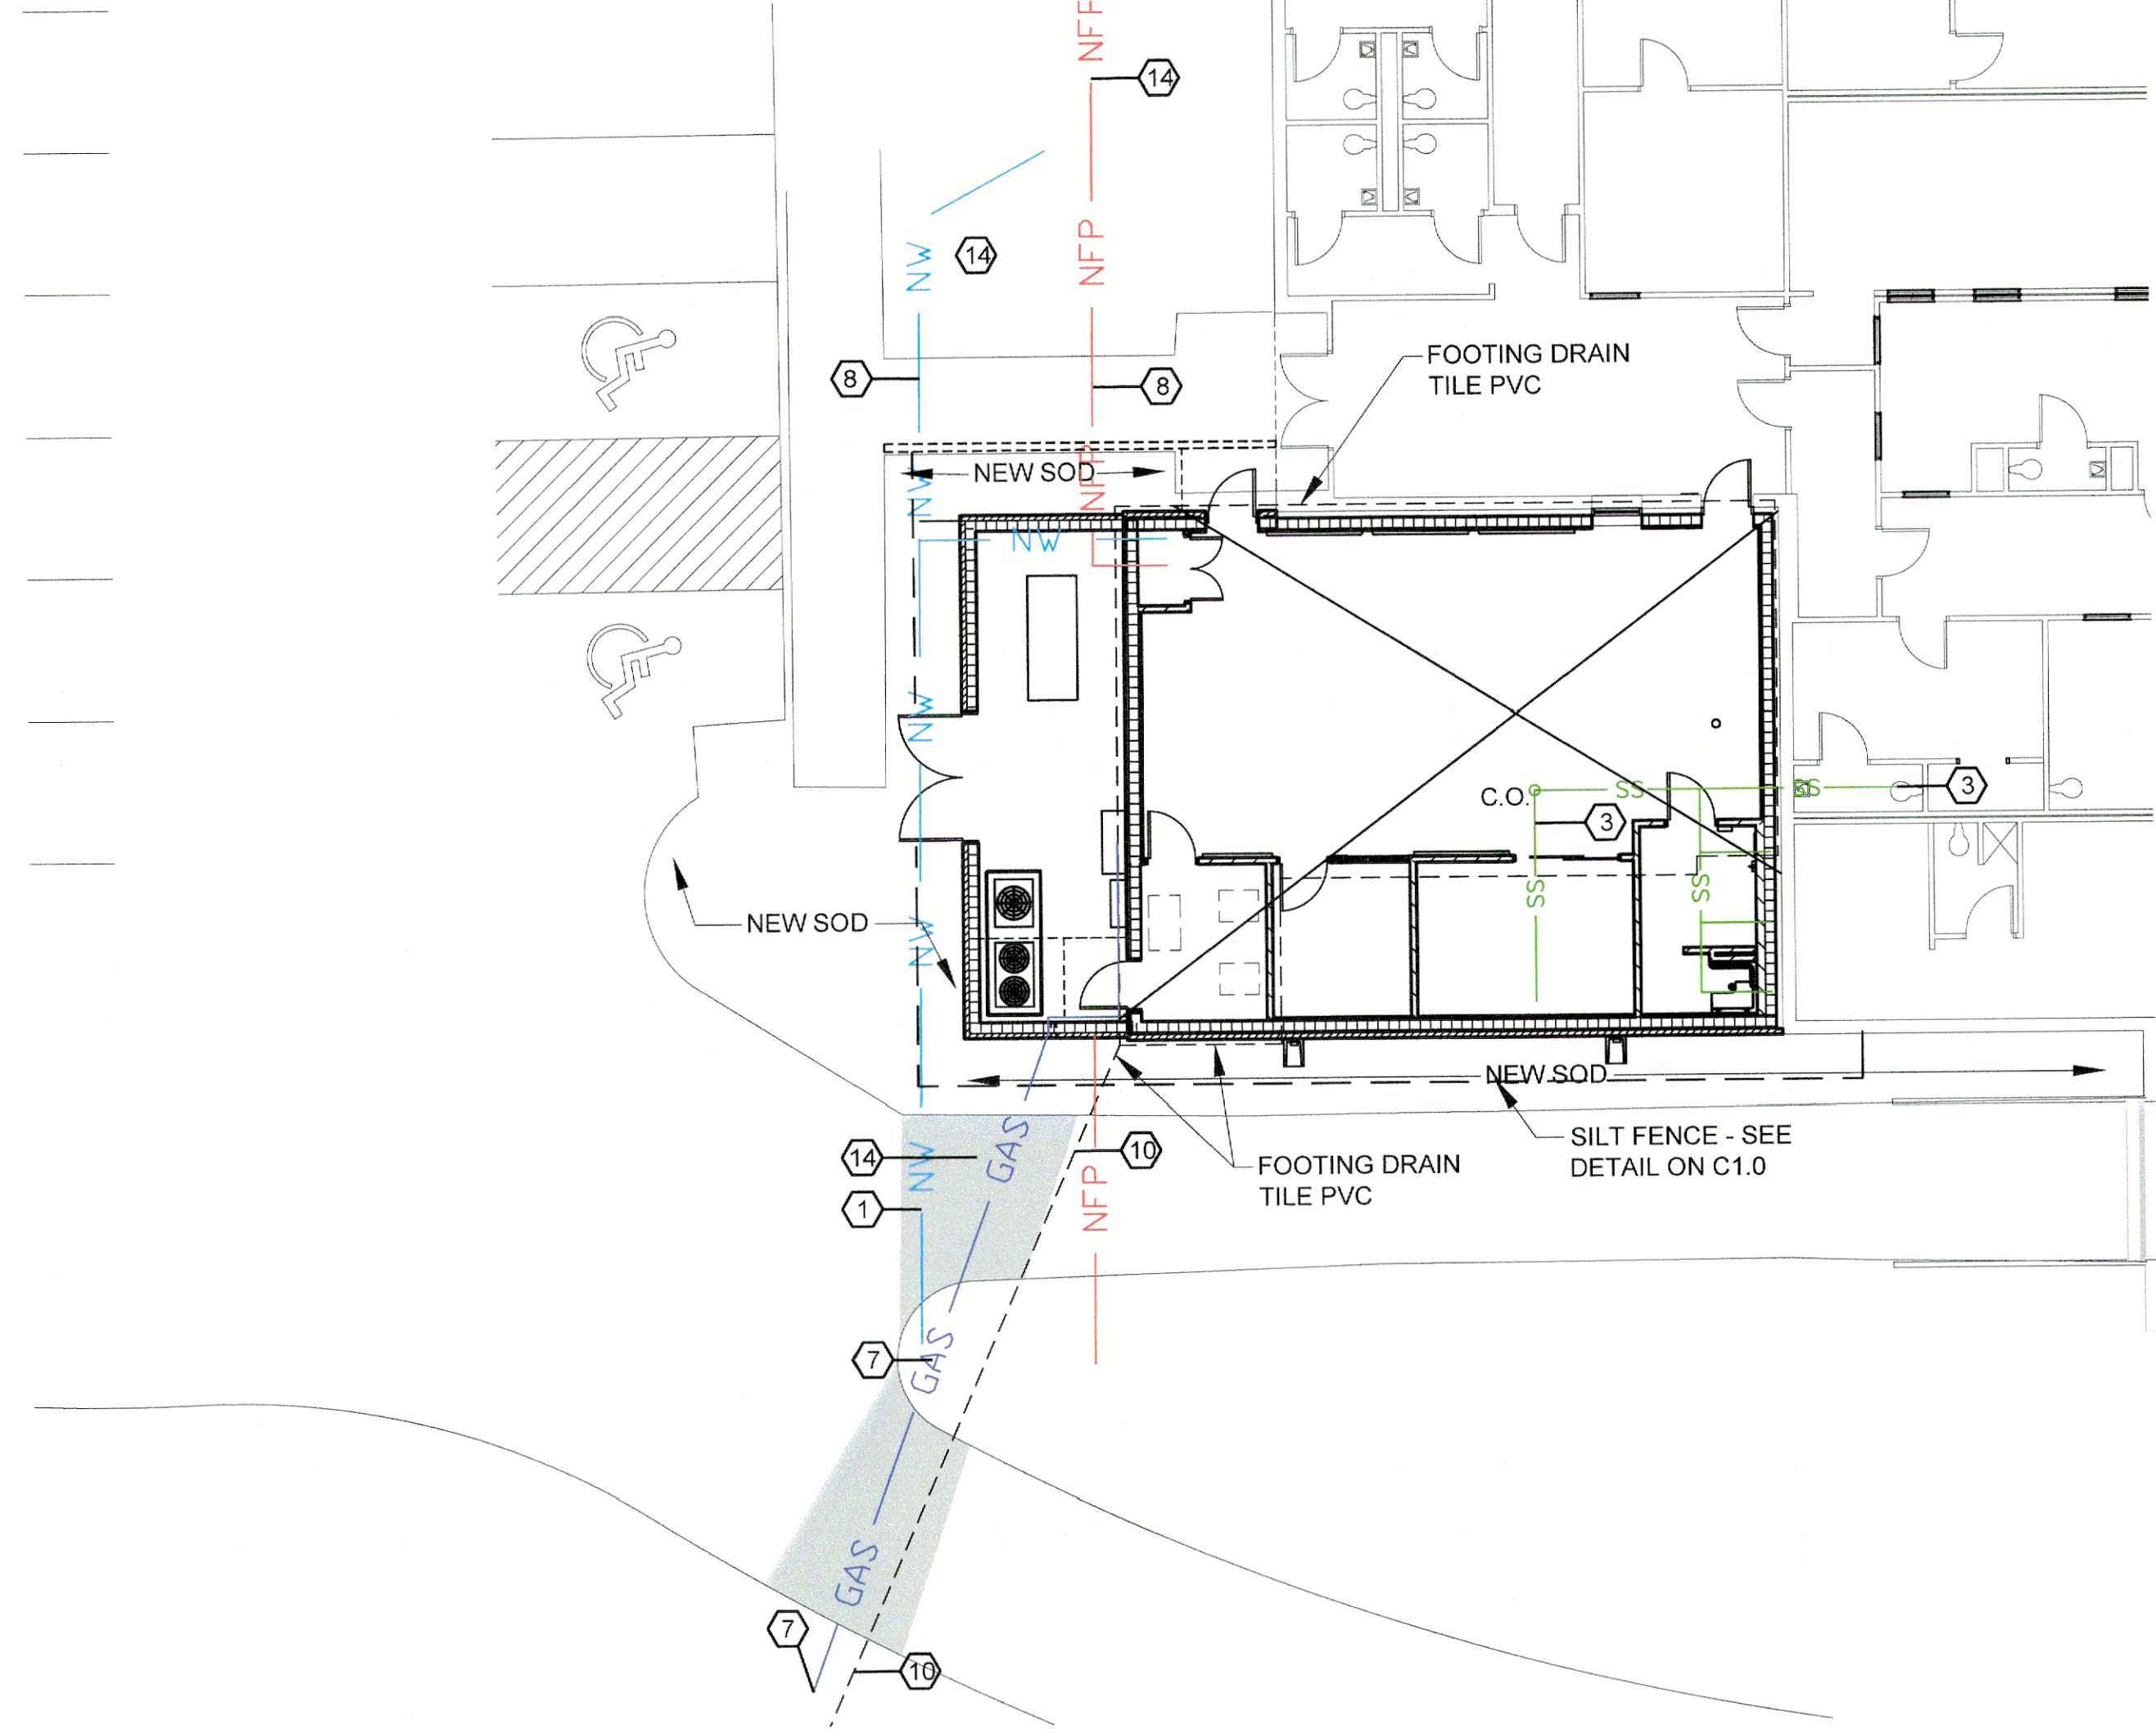 NFP
14
14
NW
NFP
FOOTING DRAIN
TILE PVC
8
8
NEW SOD
NW
NFP
NW
NW
C.O.
SS
SS
3
3
SS
SS
NEW SOD
NW
NEW SOD
SILT FENCE - SEE
DETAIL ON C1.0
14
NW
GAS
10
FOOTING DRAIN
TILE PVC
1
NFP
7
GAS
GAS
7
10